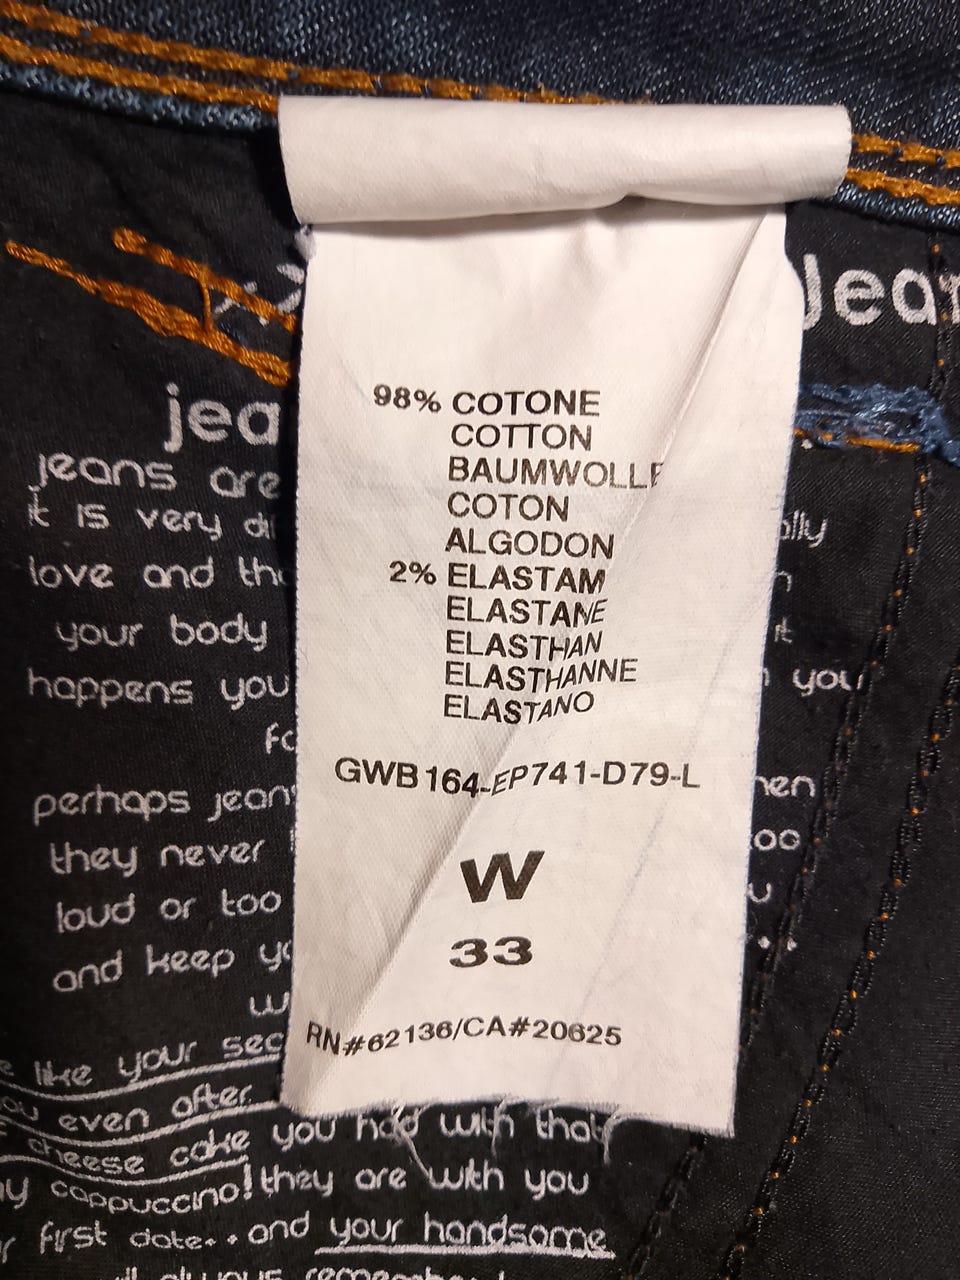 Jean
jea
jeans are
it is very
love and
your body
happens you
you
perhaps jeans
they never
loud or too
and keep
like your
even after
cheese cake you had with that
cappuccino! they are with you
first date.. and your handsome
98% COTONE
COTTON
BAUMWOLLE
COTON
ALGODON
2% ELASTAM
ELASTANE
ELASTHAN
ELASTHANNE
ELASTANO
GWB164-EP741-D79-L
W
33
RN#62136/CA#20625